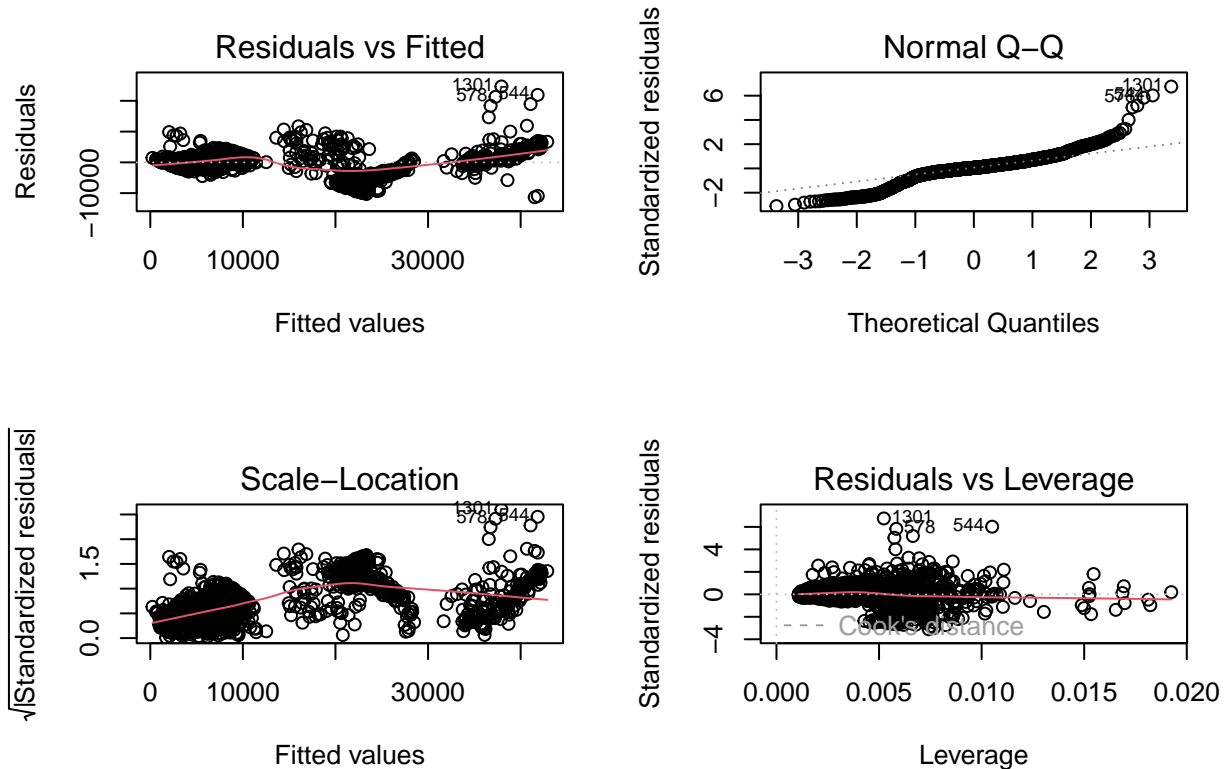 Residuals vs Fitted
Residuals
−10000
1301
578
544
0 10000 30000
Fitted values
Normal Q−Q
Standardized residuals
−2 2 6
1301
−3 −2 −1 0 1 2 3
Theoretical Quantiles
Scale−Location
√|Standardized residuals|
0.0 1.5
1301
578
544
0 10000 30000
Fitted values
Residuals vs Leverage
Standardized residuals
−4 0 4
1301
578
544
Cook's distance
0.000 0.005 0.010 0.015 0.020
Leverage